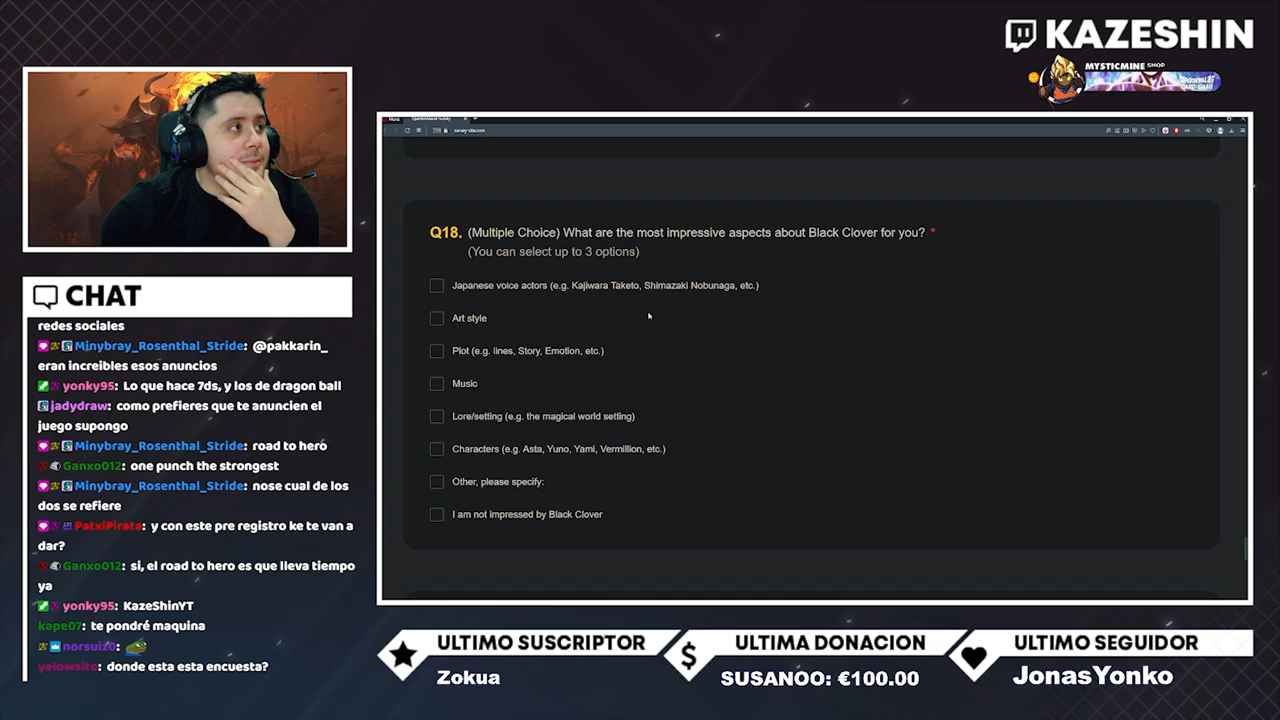 KAZESHIN
MYSTICMINE SHOP
CHAT
redes sociales
Minybray_Rosenthal_Stride: @pakkarin_
eran increibles esos anuncios
yonky95: Lo que hace 7ds, y los de dragon ball
jadydraw: como prefieres que te anuncien el
juego supongo
Minybray_Rosenthal_Stride: road to hero
Ganxo012: one punch the strongest
Minybray_Rosenthal_Stride: nose cual de los
dos se refiere
PatxiPirata: y con este pre registro ke te van a
dar?
Ganxo012: si, el road to hero es que lleva tiempo
ya
yonky95: KazeShinYT
kape07: te pondré maquina
norsui20:
yelowsito: donde esta esta encuesta?
Q18. (Multiple Choice) What are the most impressive aspects about Black Clover for you? *
(You can select up to 3 options)
Japanese voice actors (e.g. Kajiwara Taketo, Shimazaki Nobunaga, etc.)
Art style
Plot (e.g. lines, Story, Emotion, etc.)
Music
Lore/setting (e.g. the magical world setting)
Characters (e.g. Asta, Yuno, Yami, Vermillion, etc.)
Other, please specify:
I am not impressed by Black Clover
ULTIMO SUSCRIPTOR
Zokua
ULTIMA DONACION
SUSANOO: €100.00
ULTIMO SEGUIDOR
JonasYonko